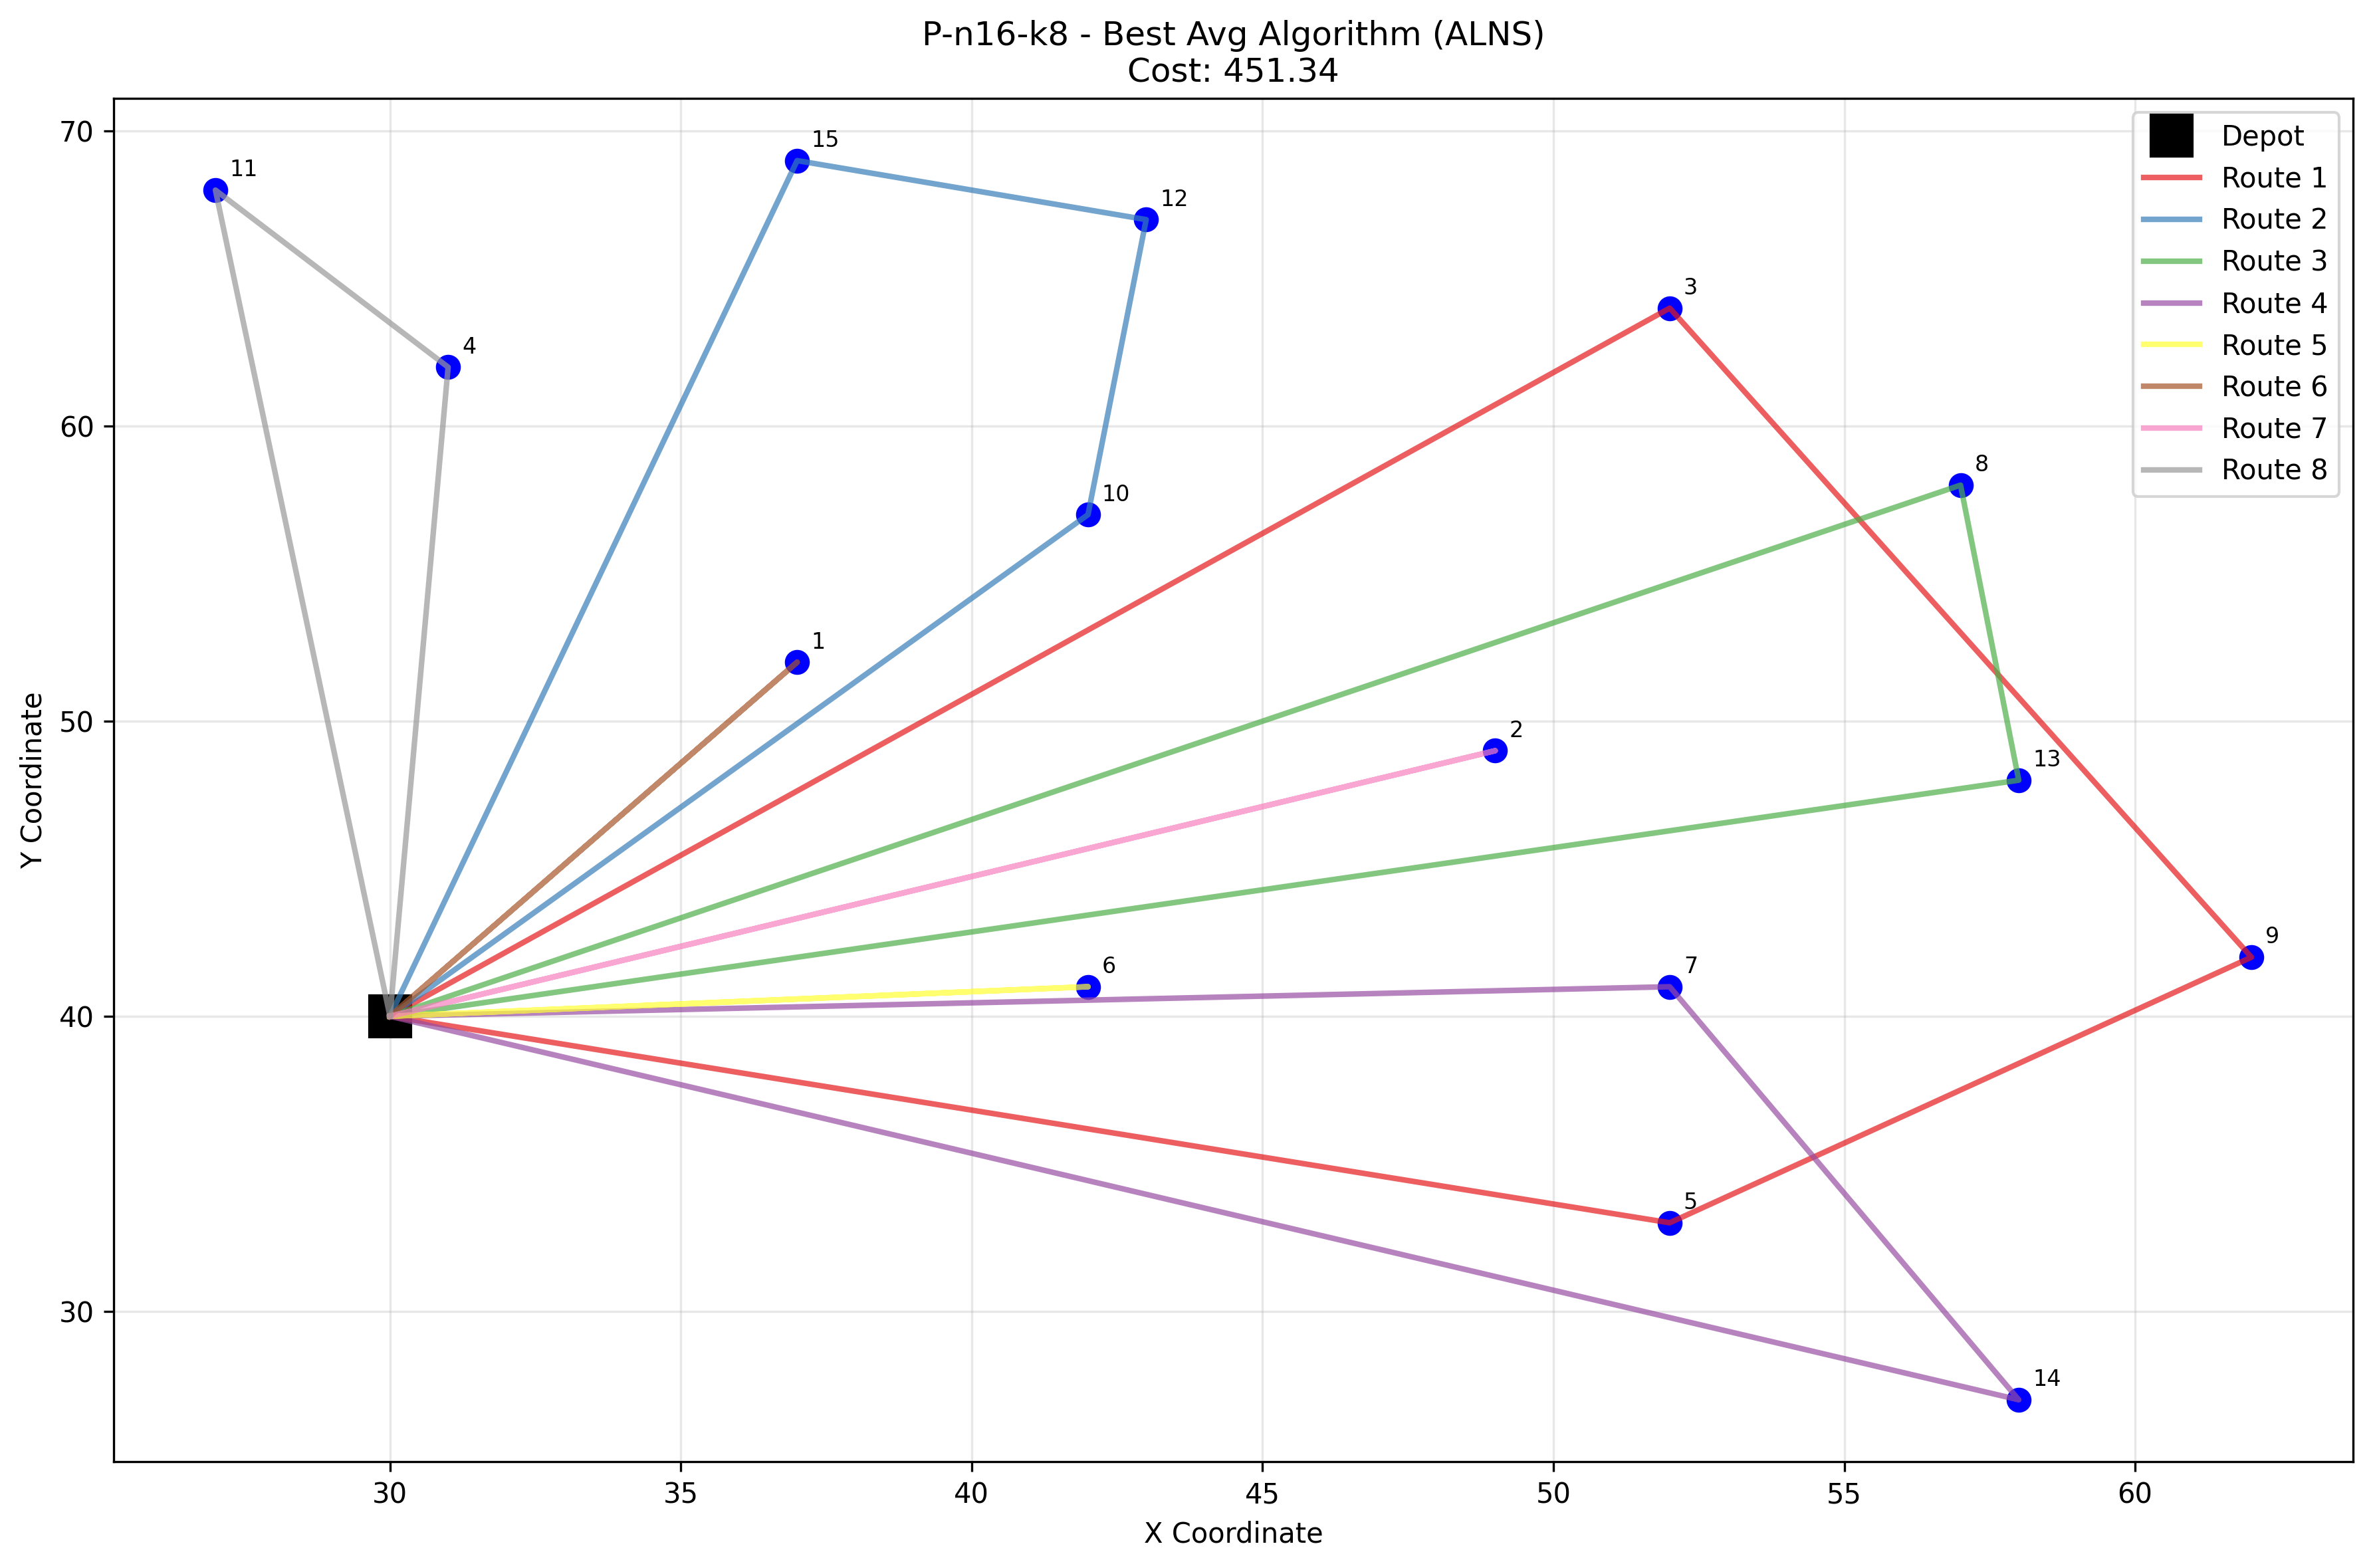 P-n16-k8 - Best Avg Algorithm (ALNS)
Cost: 451.34
70
60
50
40
30
Y Coordinate
11
15
12
4
3
8
10
1
2
13
9
6
7
5
14
Depot
Route 1
Route 2
Route 3
Route 4
Route 5
Route 6
Route 7
Route 8
30
35
40
45
50
55
60
X Coordinate